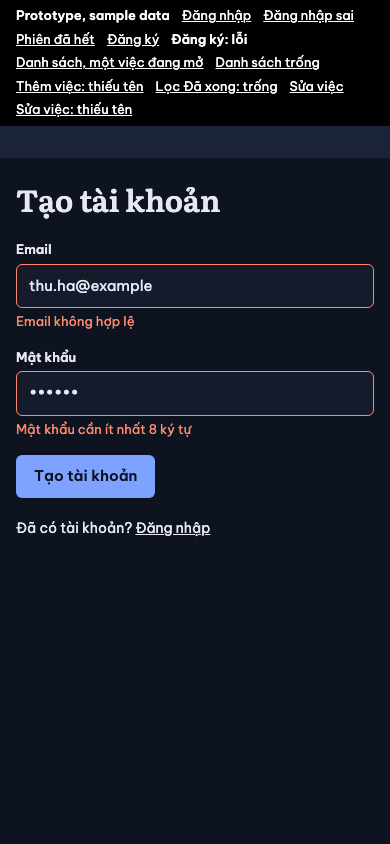 Prototype, sample data Đăng nhập Đăng nhập sai
Phiên đã hết Đăng ký Đăng ký: lỗi
Danh sách, một việc đang mở Danh sách trống
Thêm việc: thiếu tên Lọc Đã xong: trống Sửa việc
Sửa việc: thiếu tên
Tạo tài khoản
Email
thu.ha@example
Email không hợp lệ
Mật khẩu
••••••
Mật khẩu cần ít nhất 8 ký tự
Tạo tài khoản
Đã có tài khoản? Đăng nhập